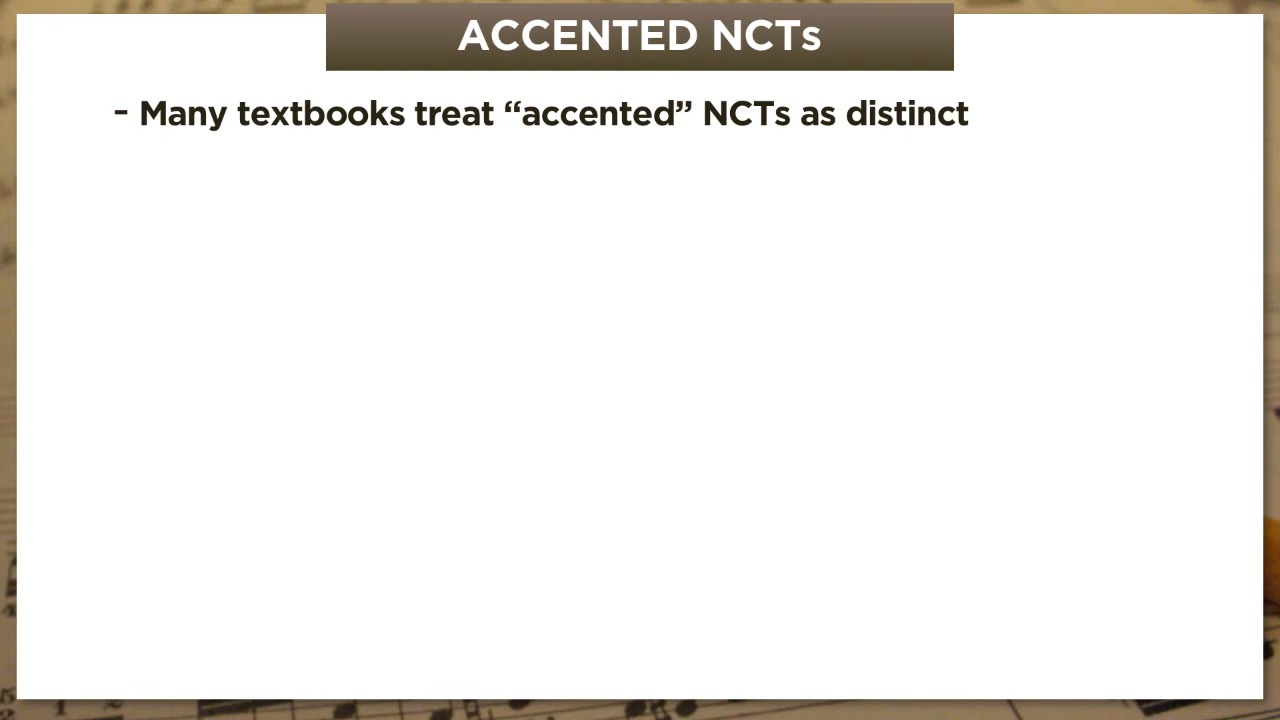 ACCENTED NCTs
- Many textbooks treat “accented” NCTs as distinct